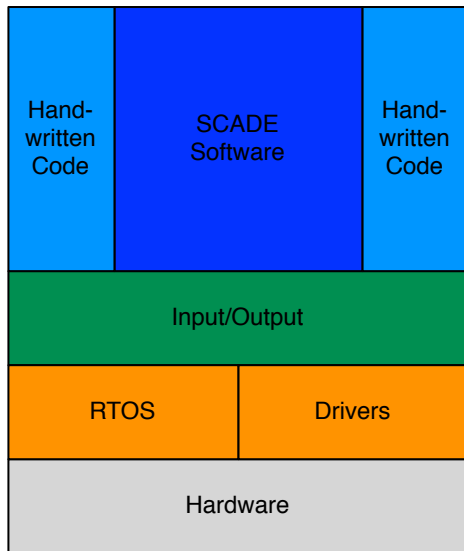 Hand-
written
Code
SCADE
Software
Hand-
written
Code
Input/Output
RTOS
Drivers
Hardware